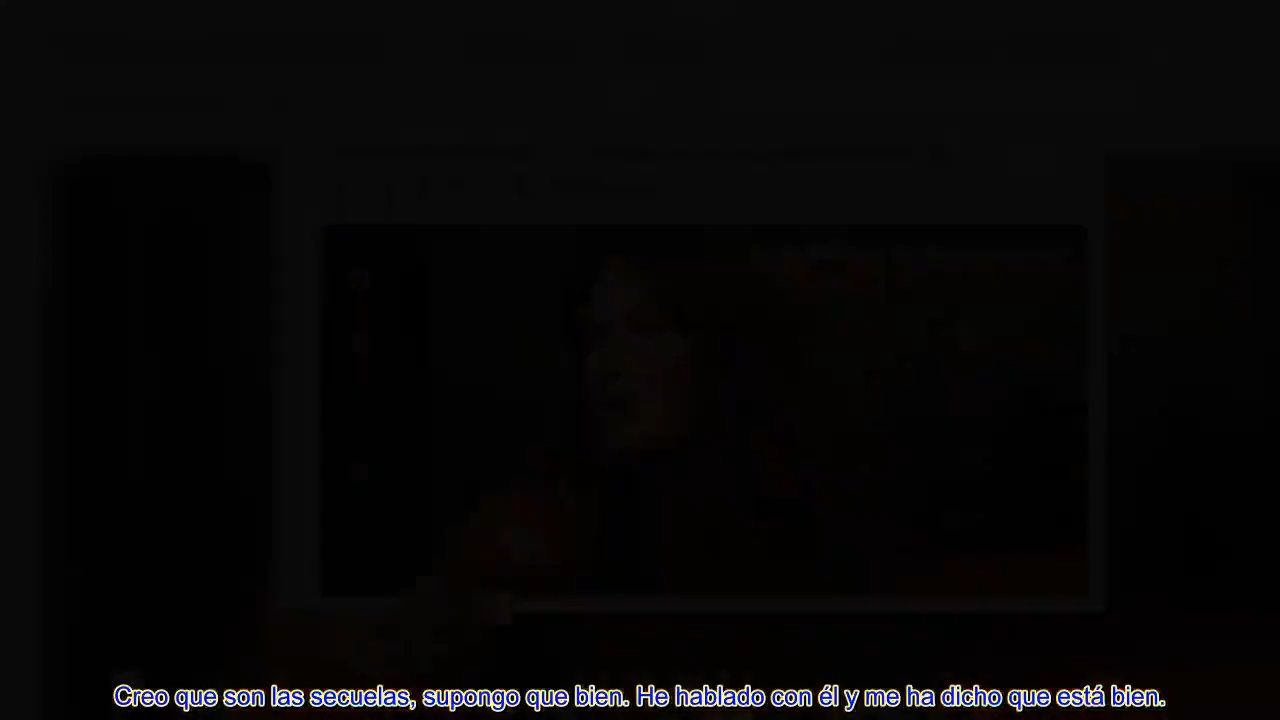 Creo que son las secuelas, supongo que bien. He hablado con él y me ha dicho que está bien.